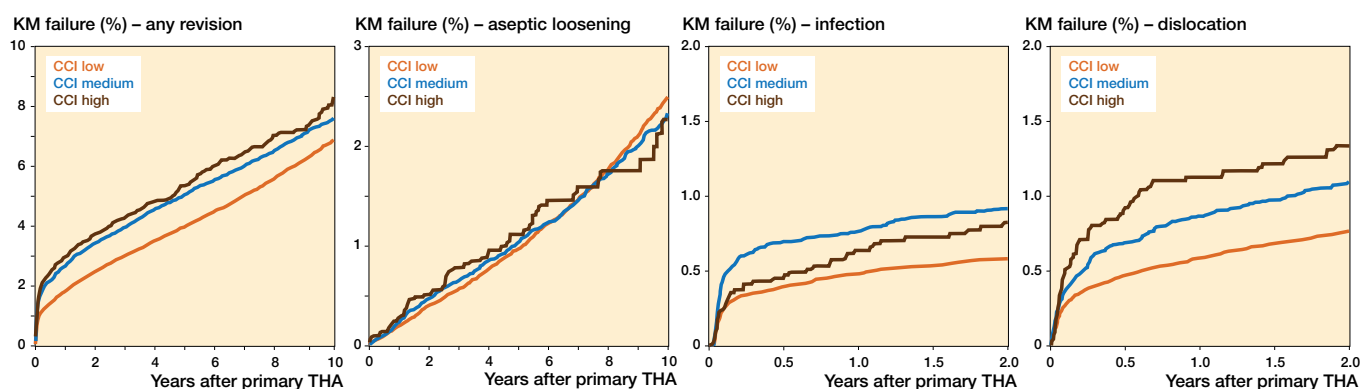 KM failure (%) – any revision
10
8
6
4
2
0
CCI low
CCI medium
CCI high
0 2 4 6 8 10
Years after primary THA
KM failure (%) – aseptic loosening
3
2
1
0
CCI low
CCI medium
CCI high
0 2 4 6 8 10
Years after primary THA
KM failure (%) – infection
2.0
1.5
1.0
0.5
0
CCI low
CCI medium
CCI high
0 0.5 1.0 1.5 2.0
Years after primary THA
KM failure (%) – dislocation
2.0
1.5
1.0
0.5
0
CCI low
CCI medium
CCI high
0 0.5 1.0 1.5 2.0
Years after primary THA